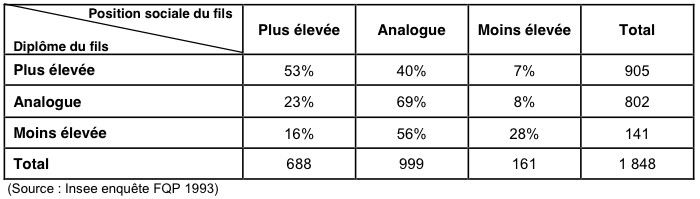 Position sociale du fils
Diplôme du fils
Plus élevée Analogue Moins élevée Total
Plus élevée 53% 40% 7% 905
Analogue 23% 69% 8% 802
Moins élevée 16% 56% 28% 141
Total 688 999 161 1 848
(Source : Insee enquête FQP 1993)